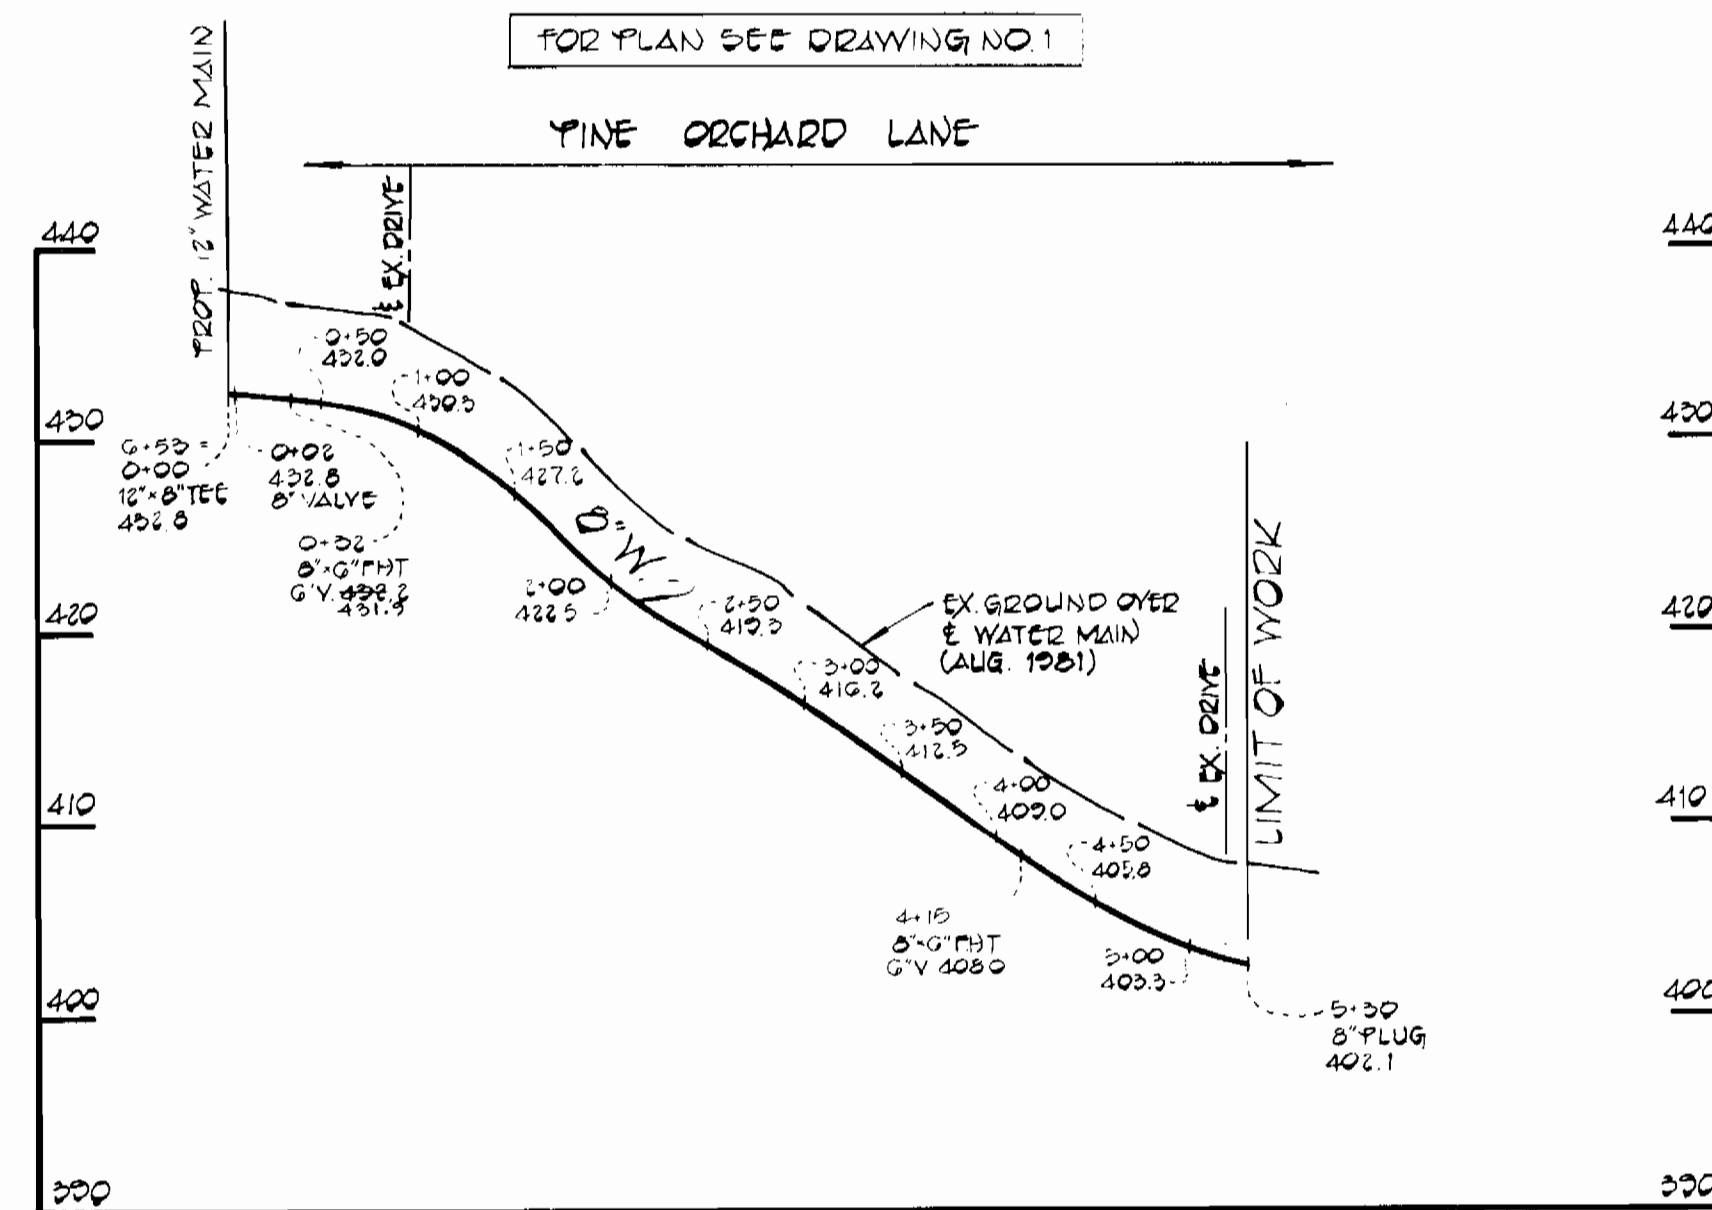 FOR PLAN SEE DRAWING NO. 1
PINE ORCHARD LANE
PROP. 12" WATER MAIN
℄ EX. DRIVE
440
440
0+50
432.0
1+00
430.3
430
430
6+53 =
0+00
12"×8" TEE
432.8
0+02
432.8
8" VALVE
1+50
427.2
0+32
8"×6" FHT
6"V. 432.2
431.9
8" W.
2+00
422.5
2+50
419.3
420
420
EX. GROUND OVER
℄ WATER MAIN
(AUG. 1981)
3+00
416.2
3+50
412.5
℄ EX. DRIVE
LIMIT OF WORK
410
410
4+00
409.0
4+50
405.8
4+15
8"×6" FHT
6"V 408.0
5+00
403.3
400
400
5+30
8" PLUG
402.1
390
390